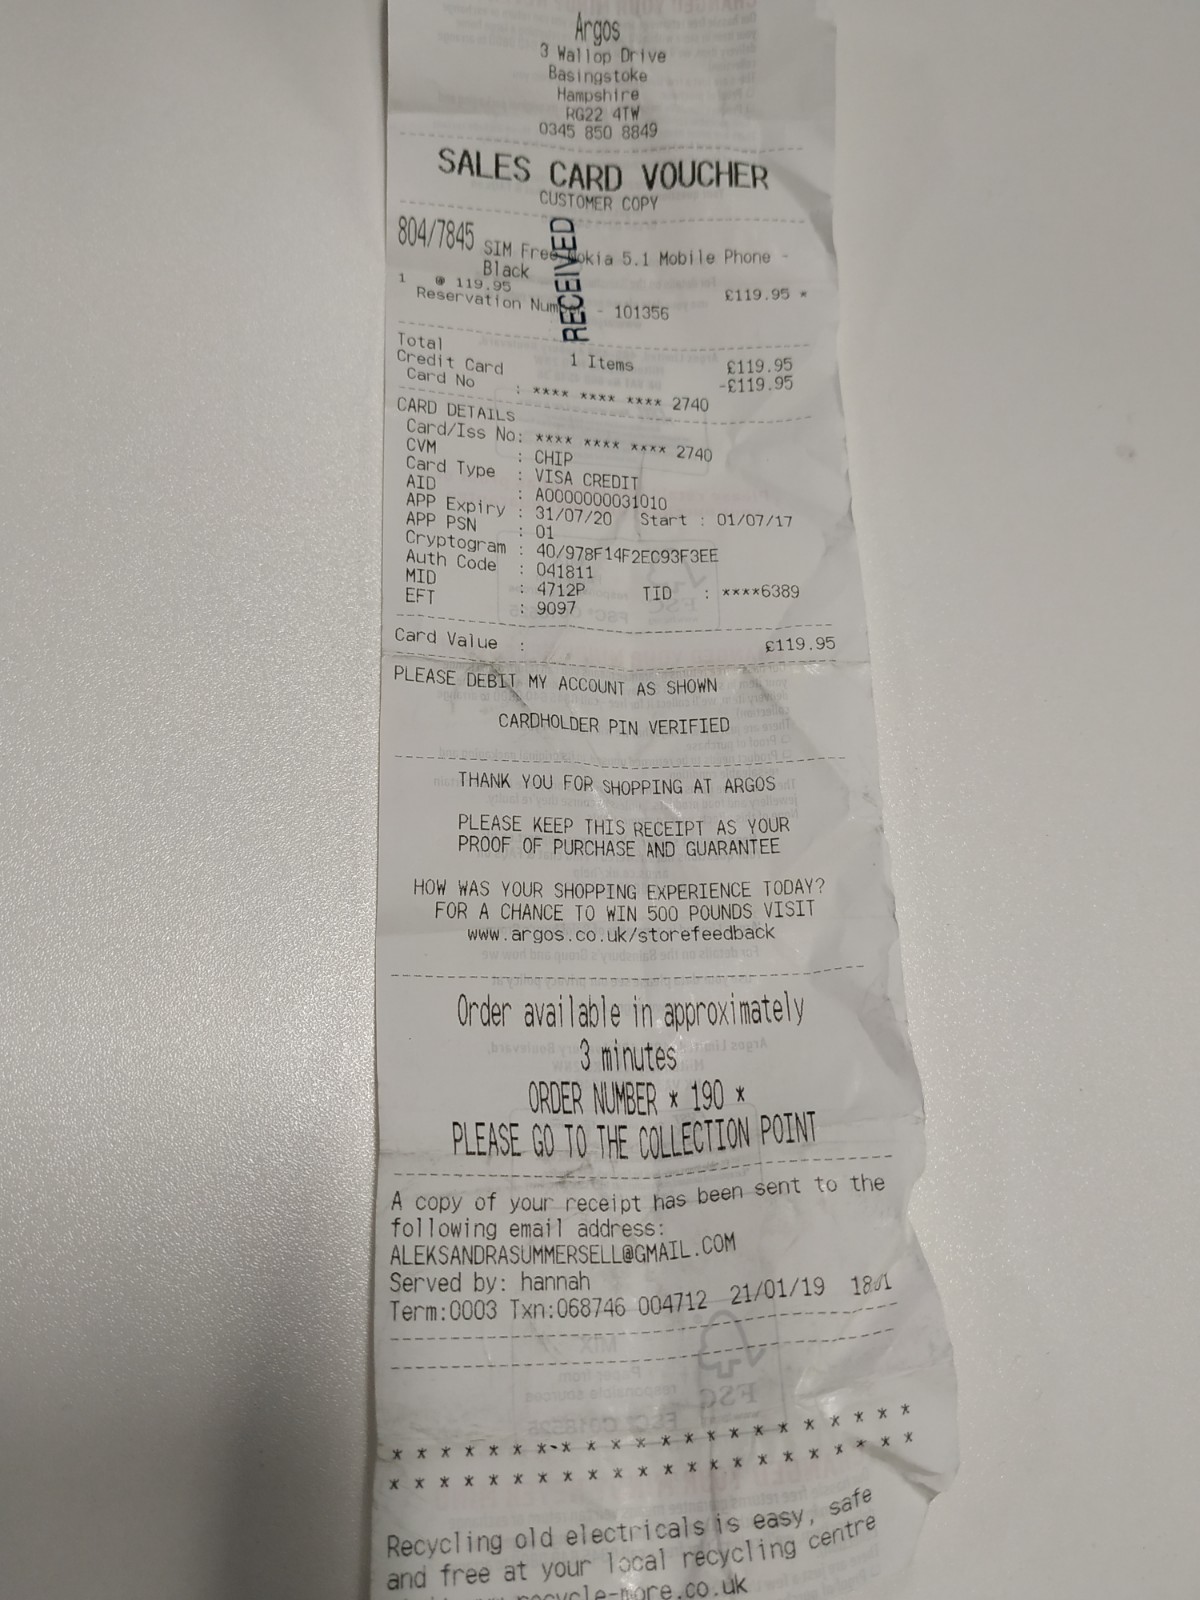 Argos
3 Wallop Drive
Basingstoke
Hampshire
RG22 4TW
0345 850 8849
SALES CARD VOUCHER
CUSTOMER COPY
804/7845 SIM Free Nokia 5.1 Mobile Phone -
Black
1 @ 119.95 £119.95 *
Reservation Num - 101356
RECEIVED
Total 1 Items £119.95
Credit Card -£119.95
Card No : **** **** **** 2740
CARD DETAILS
Card/Iss No: **** **** **** 2740
CVM : CHIP
Card Type : VISA CREDIT
AID : A0000000031010
APP Expiry : 31/07/20 Start : 01/07/17
APP PSN : 01
Cryptogram : 40/978F14F2EC93F3EE
Auth Code : 041811
MID : 4712P TID : ****6389
EFT : 9097
Card Value : £119.95
PLEASE DEBIT MY ACCOUNT AS SHOWN
CARDHOLDER PIN VERIFIED
THANK YOU FOR SHOPPING AT ARGOS
PLEASE KEEP THIS RECEIPT AS YOUR
PROOF OF PURCHASE AND GUARANTEE
HOW WAS YOUR SHOPPING EXPERIENCE TODAY?
FOR A CHANCE TO WIN 500 POUNDS VISIT
www.argos.co.uk/storefeedback
Order available in approximately
3 minutes
ORDER NUMBER * 190 *
PLEASE GO TO THE COLLECTION POINT
A copy of your receipt has been sent to the
following email address:
ALEKSANDRASUMMERSELL@GMAIL.COM
Served by: hannah
Term:0003 Txn:068746 004712 21/01/19 18:01
* * * * * * * * * * * * * * * * * * * * * *
* * * * * * * * * * * * * * * * * * * * * *
Recycling old electricals is easy, safe
and free at your local recycling centre
recycle-more.co.uk